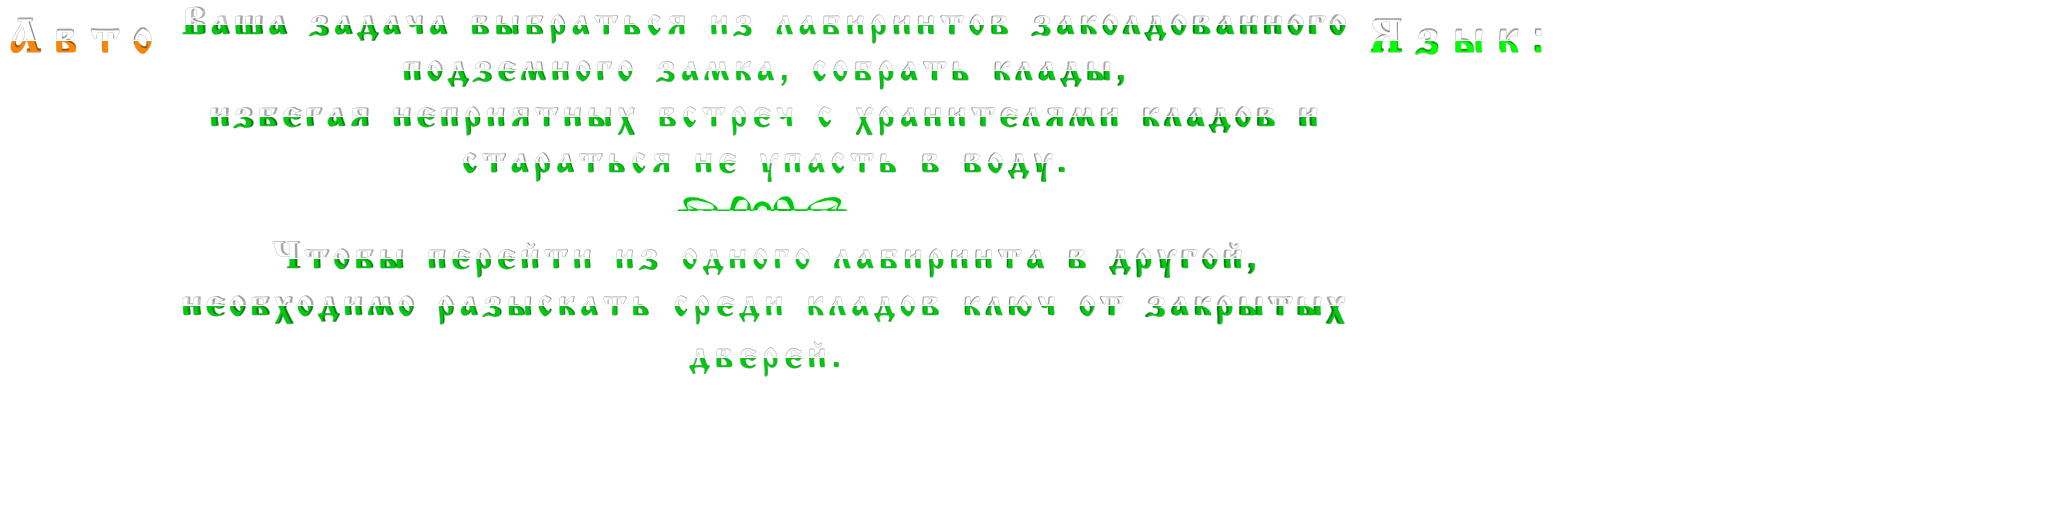 Авто
Ваша задача выбраться из лабиринтов заколдованного
подземного замка, собрать клады,
избегая неприятных встреч с хранителями кладов и
стараться не упасть в воду.
Чтобы перейти из одного лабиринта в другой,
необходимо разыскать среди кладов ключ от закрытых
дверей.
Язык: